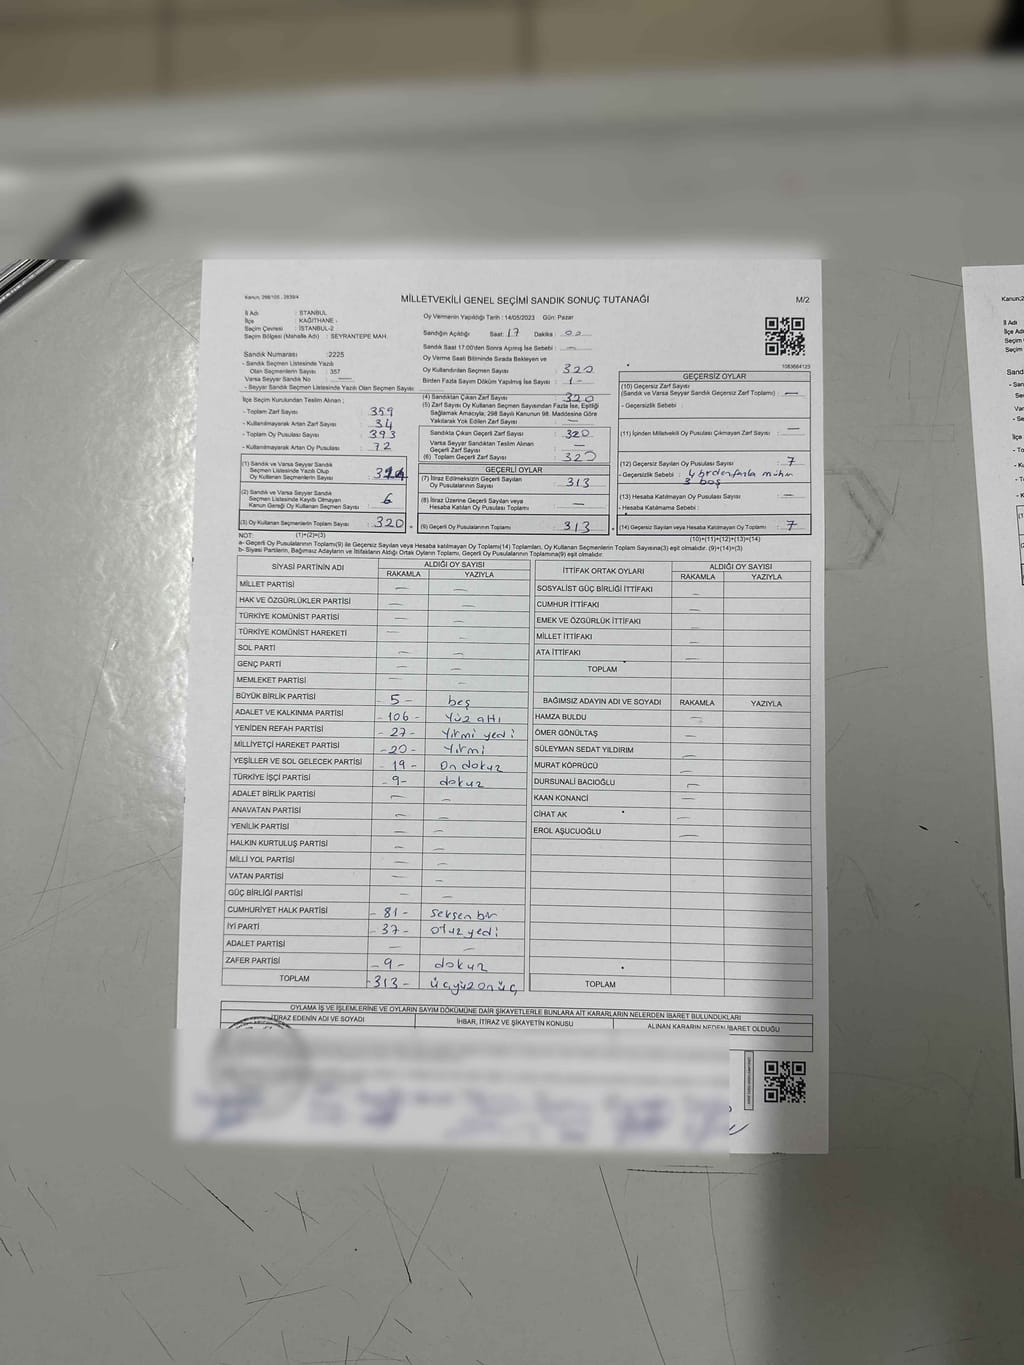 Kanun, 298/105 , 2839/4
MİLLETVEKİLİ GENEL SEÇİMİ SANDIK SONUÇ TUTANAĞI
M/2
İl Adı : İSTANBUL
İlçe : KAĞITHANE -
Seçim Çevresi : İSTANBUL-2
Seçim Bölgesi (Mahalle Adı) : SEYRANTEPE MAH.
Oy Vermenin Yapıldığı Tarih : 14/05/2023 Gün: Pazar
Sandığın Açıldığı Saat: 17 Dakika : 00
Sandık Saat 17:00'den Sonra Açılmış İse Sebebi : —
Oy Verme Saati Bitiminde Sırada Bekleyen ve
Oy Kullandırılan Seçmen Sayısı : 320
Birden Fazla Sayım Döküm Yapılmış İse Sayısı : 1 -
1083664123
Sandık Numarası :2225
- Sandık Seçmen Listesinde Yazılı
Olan Seçmenlerin Sayısı : 357
Varsa Seyyar Sandık No : —
- Seyyar Sandık Seçmen Listesinde Yazılı Olan Seçmen Sayısı :
İlçe Seçim Kurulundan Teslim Alınan ;
- Toplam Zarf Sayısı : 359
- Kullanılmayarak Artan Zarf Sayısı : 34
- Toplam Oy Pusulası Sayısı : 393
- Kullanılmayarak Artan Oy Pusulası : 72
(1) Sandık ve Varsa Seyyar Sandık
Seçmen Listesinde Yazılı Olup
Oy Kullanan Seçmenlerin Sayısı :
(2) Sandık ve Varsa Seyyar Sandık
Seçmen Listesinde Kayıtlı Olmayan
Kanun Gereği Oy Kullanan Seçmen Sayısı : 6
(3) Oy Kullanan Seçmenlerin Toplam Sayısı : 320
(1)+(2)=(3)
(4) Sandıktan Çıkan Zarf Sayısı : 320
(5) Zarf Sayısı Oy Kullanan Seçmen Sayısından Fazla İse, Eşitliği
Sağlamak Amacıyla; 298 Sayılı Kanunun 98. Maddesine Göre
Yakılarak Yok Edilen Zarf Sayısı : —
Sandıkta Çıkan Geçerli Zarf Sayısı : 320
Varsa Seyyar Sandıktan Teslim Alınan
Geçerli Zarf Sayısı : —
(6) Toplam Geçerli Zarf Sayısı : 320
GEÇERLİ OYLAR
(7) İtiraz Edilmeksizin Geçerli Sayılan
Oy Pusulalarının Sayısı : 313
(8) İtiraz Üzerine Geçerli Sayılan veya
Hesaba Katılan Oy Pusulası Toplamı : —
(9) Geçerli Oy Pusulalarının Toplamı : 313
GEÇERSİZ OYLAR
(10) Geçersiz Zarf Sayısı
(Sandık ve Varsa Seyyar Sandık Geçersiz Zarf Toplamı) : —
- Geçersizlik Sebebi :
(11) İçinden Milletvekili Oy Pusulası Çıkmayan Zarf Sayısı : —
(12) Geçersiz Sayılan Oy Pusulası Sayısı : 7
- Geçersizlik Sebebi : 4 birden fazla mühür
3 boş
(13) Hesaba Katılmayan Oy Pusulası Sayısı : —
- Hesaba Katılmama Sebebi :
(14) Geçersiz Sayılan veya Hesaba Katılmayan Oy Toplamı : 7
(10)+(11)+(12)+(13)=(14)
NOT:
a- Geçerli Oy Pusulalarının Toplamı(9) ile Geçersiz Sayılan veya Hesaba katılmayan Oy Toplamı(14) Toplamları, Oy Kullanan Seçmenlerin Toplam Sayısına(3) eşit olmalıdır. (9)+(14)=(3)
b- Siyasi Partilerin, Bağımsız Adayların ve İttifakların Aldığı Ortak Oyların Toplamı, Geçerli Oy Pusulalarının Toplamına(9) eşit olmalıdır.
SİYASİ PARTİNİN ADI ALDIĞI OY SAYISI
RAKAMLA YAZIYLA
MİLLET PARTİSİ — —
HAK VE ÖZGÜRLÜKLER PARTİSİ — —
TÜRKİYE KOMÜNİST PARTİSİ — —
TÜRKİYE KOMÜNİST HAREKETİ — —
SOL PARTİ — —
GENÇ PARTİ — —
MEMLEKET PARTİSİ — —
BÜYÜK BİRLİK PARTİSİ - 5 - beş
ADALET VE KALKINMA PARTİSİ - 106 - Yüz altı
YENİDEN REFAH PARTİSİ - 27 - Yirmi yedi
MİLLİYETÇİ HAREKET PARTİSİ - 20 - Yirmi
YEŞİLLER VE SOL GELECEK PARTİSİ - 19 - On dokuz
TÜRKİYE İŞÇİ PARTİSİ - 9 - dokuz
ADALET BİRLİK PARTİSİ — —
ANAVATAN PARTİSİ — —
YENİLİK PARTİSİ — —
HALKIN KURTULUŞ PARTİSİ — —
MİLLİ YOL PARTİSİ — —
VATAN PARTİSİ — —
GÜÇ BİRLİĞİ PARTİSİ — —
CUMHURİYET HALK PARTİSİ - 81 - seksen bir
İYİ PARTİ - 37 - otuz yedi
ADALET PARTİSİ — —
ZAFER PARTİSİ - 9 - dokuz
TOPLAM - 313 - üçyüz onüç
İTTİFAK ORTAK OYLARI ALDIĞI OY SAYISI
RAKAMLA YAZIYLA
SOSYALİST GÜÇ BİRLİĞİ İTTİFAKI —
CUMHUR İTTİFAKI —
EMEK VE ÖZGÜRLÜK İTTİFAKI —
MİLLET İTTİFAKI —
ATA İTTİFAKI —
TOPLAM
BAĞIMSIZ ADAYIN ADI VE SOYADI RAKAMLA YAZIYLA
HAMZA BULDU —
ÖMER GÖNÜLTAŞ —
SÜLEYMAN SEDAT YILDIRIM —
MURAT KÖPRÜCÜ —
DURSUNALİ BACIOĞLU —
KAAN KONANCİ —
CİHAT AK —
EROL AŞUCUOĞLU —
TOPLAM
OYLAMA İŞ VE İŞLEMLERİNE VE OYLARIN SAYIM DÖKÜMÜNE DAİR ŞİKAYETLERLE BUNLARA AİT KARARLARIN NELERDEN İBARET BULUNDUKLARI
İTİRAZ EDENİN ADI VE SOYADI İHBAR, İTİRAZ VE ŞİKAYETİN KONUSU ALINAN KARARIN NEDEN İBARET OLDUĞU
Kanun,2
İl Adı
İlçe
Seçim
Seçim